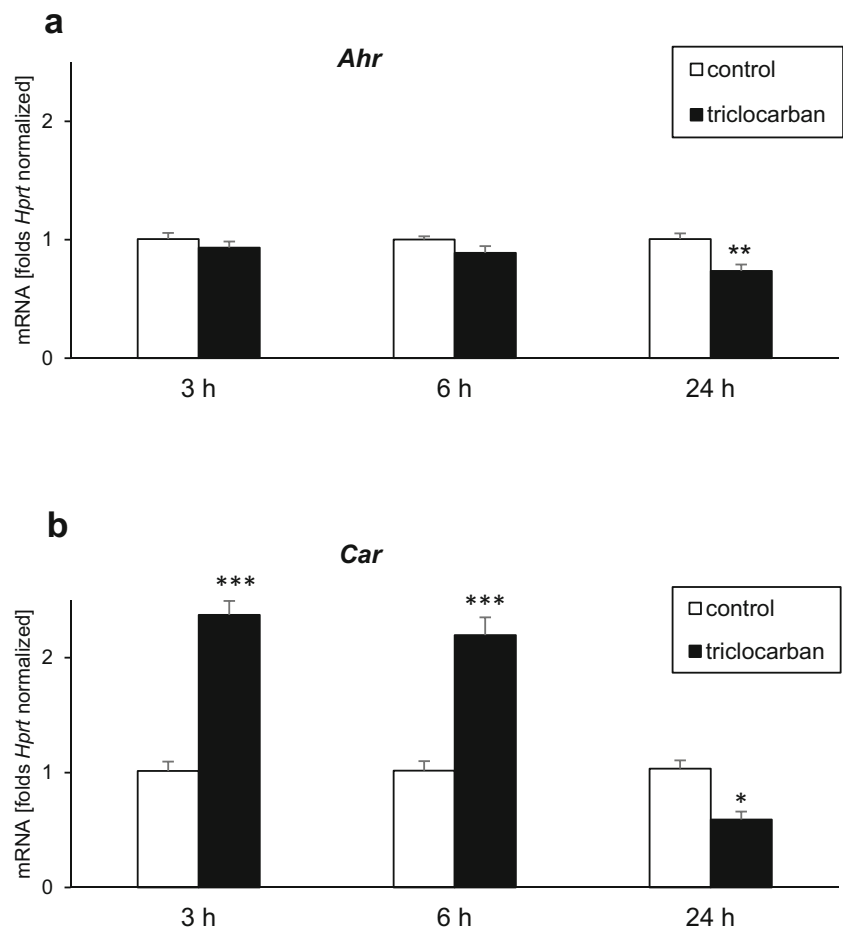 a
Ahr
control
triclocarban
mRNA [folds Hprt normalized]
2
1
0
**
3 h
6 h
24 h
b
Car
control
triclocarban
mRNA [folds Hprt normalized]
2
1
0
***
***
*
3 h
6 h
24 h